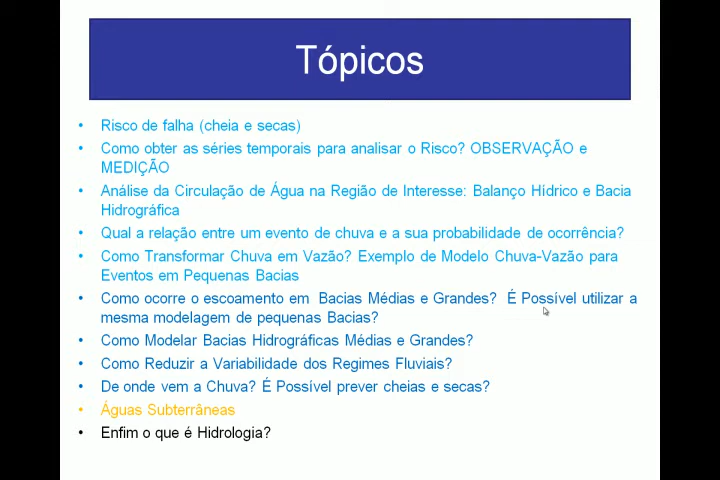 Tópicos
• Risco de falha (cheia e secas)
• Como obter as séries temporais para analisar o Risco? OBSERVAÇÃO e
MEDIÇÃO
• Análise da Circulação de Água na Região de Interesse: Balanço Hídrico e Bacia
Hidrográfica
• Qual a relação entre um evento de chuva e a sua probabilidade de ocorrência?
• Como Transformar Chuva em Vazão? Exemplo de Modelo Chuva-Vazão para
Eventos em Pequenas Bacias
• Como ocorre o escoamento em Bacias Médias e Grandes? É Possível utilizar a
mesma modelagem de pequenas Bacias?
• Como Modelar Bacias Hidrográficas Médias e Grandes?
• Como Reduzir a Variabilidade dos Regimes Fluviais?
• De onde vem a Chuva? É Possível prever cheias e secas?
• Águas Subterrâneas
• Enfim o que é Hidrologia?